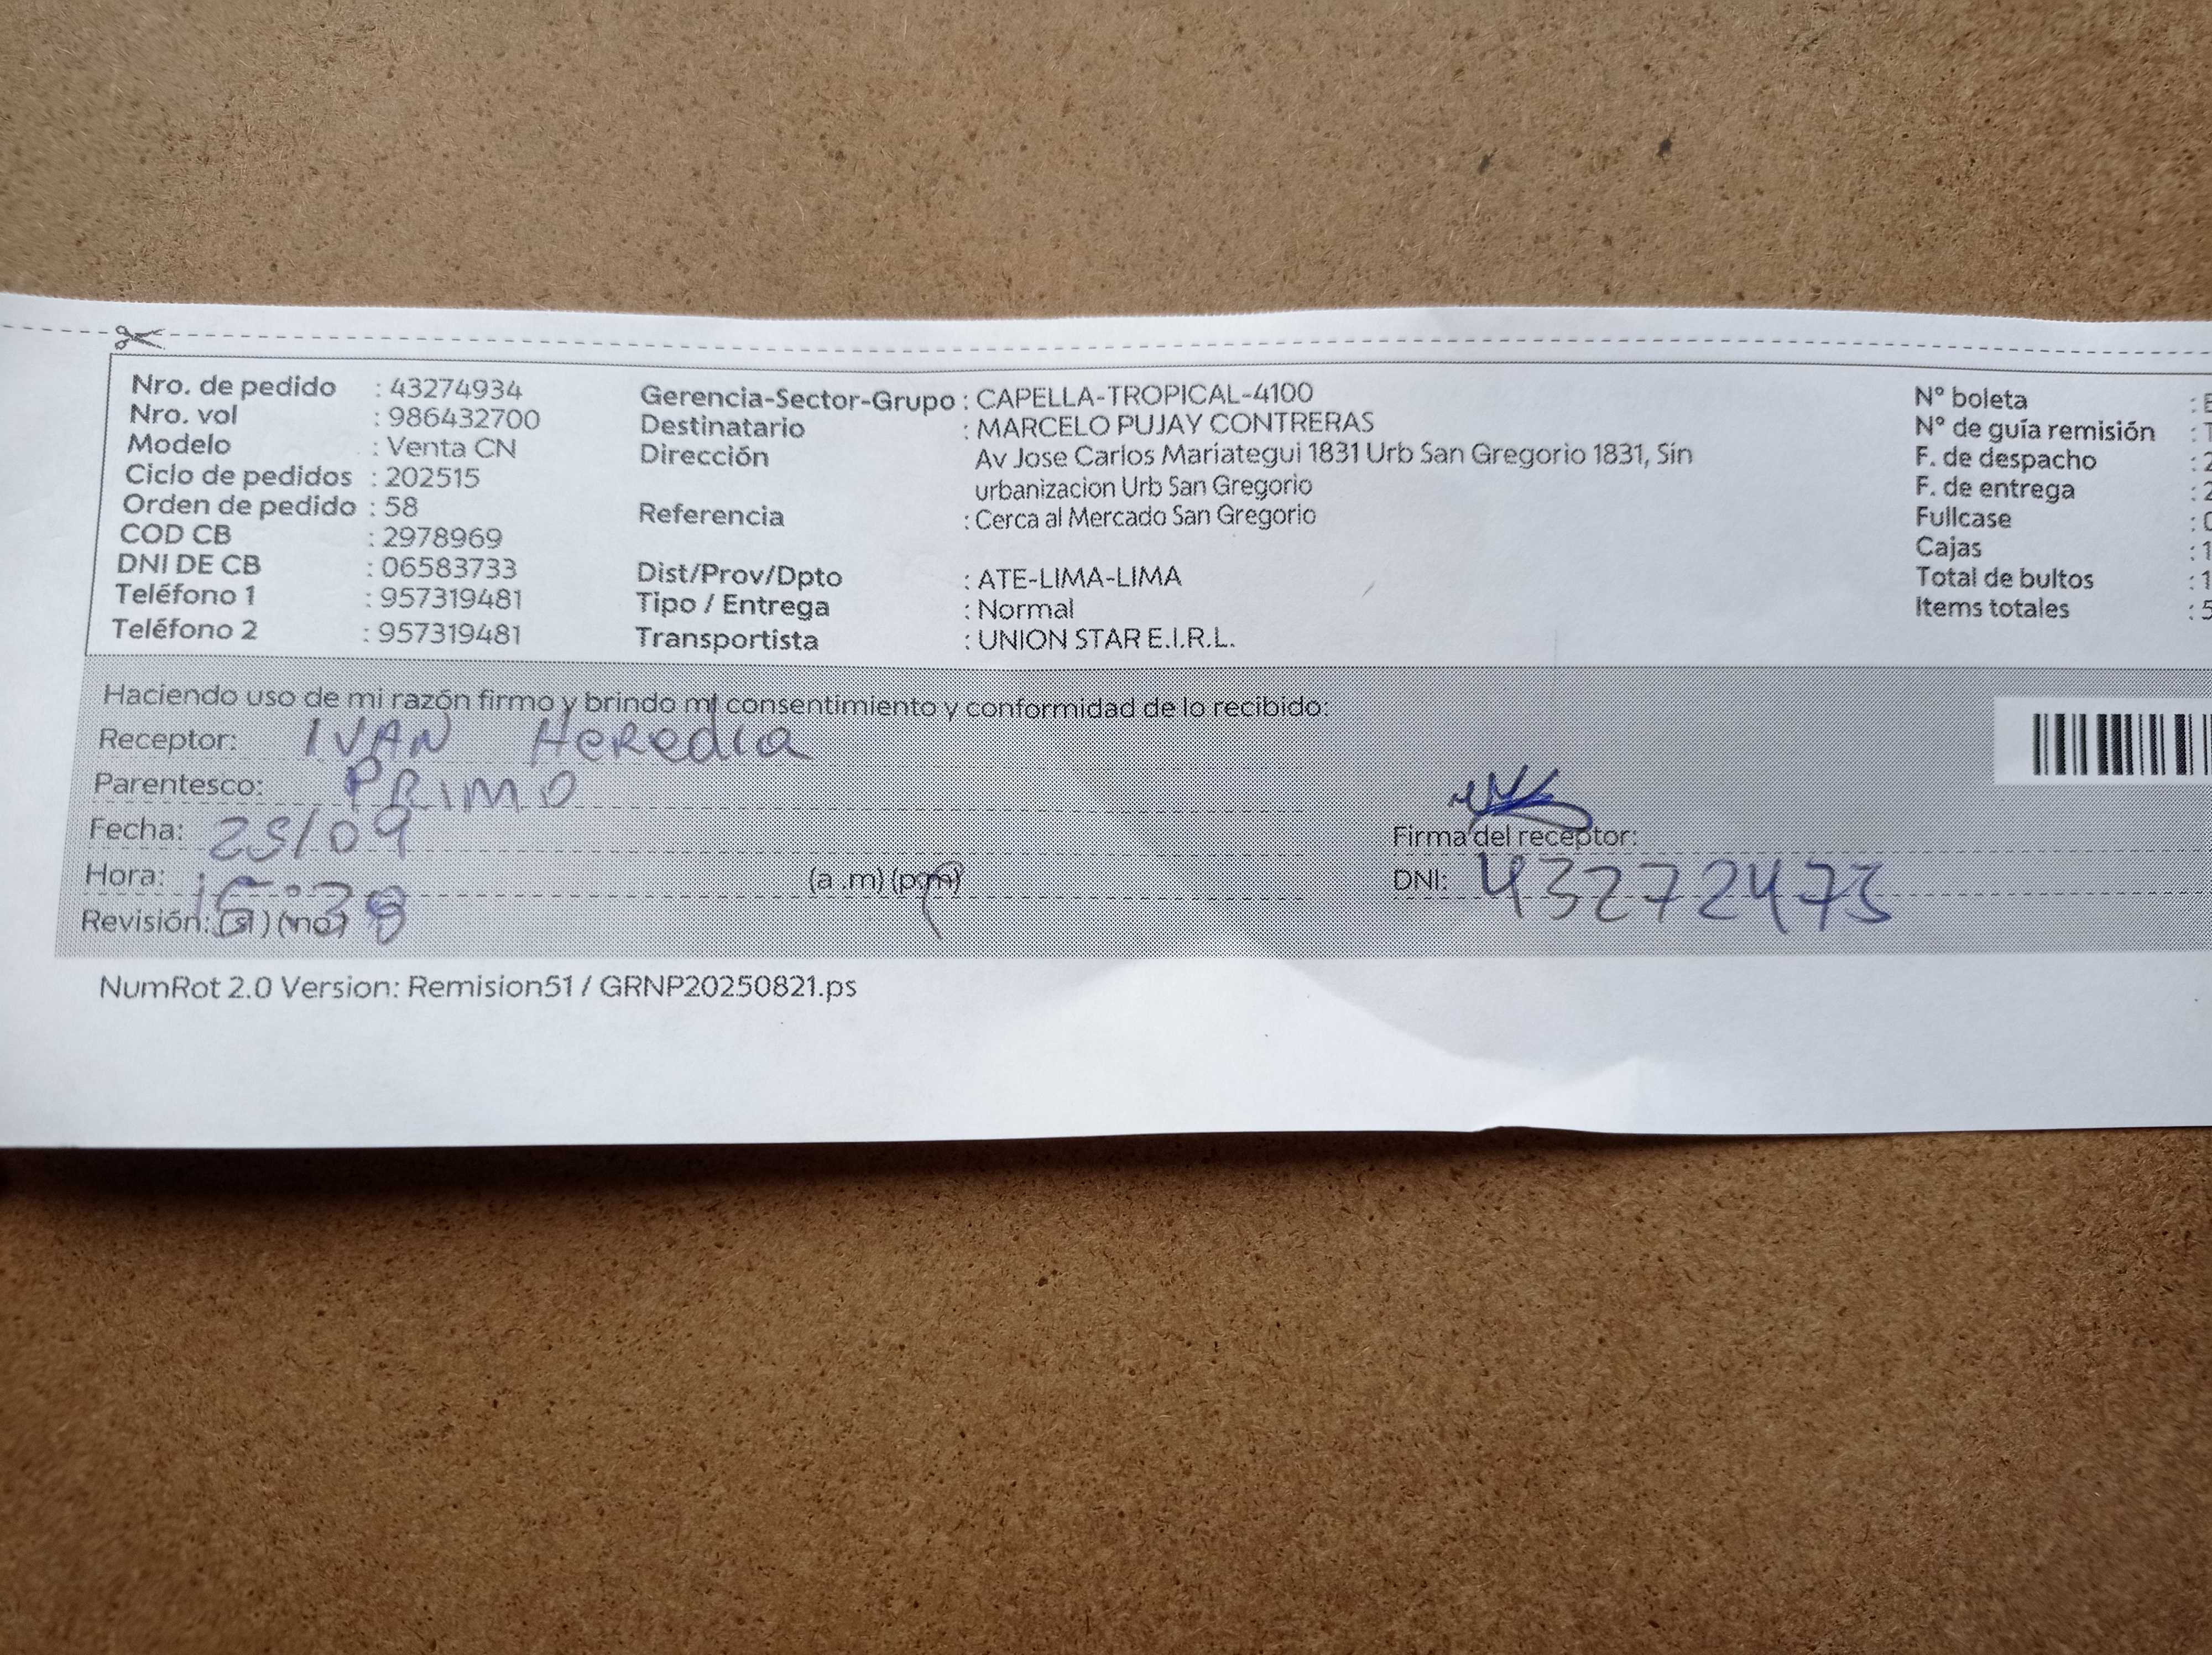 Nro. de pedido : 43274934
Nro. vol : 986432700
Modelo : Venta CN
Ciclo de pedidos : 202515
Orden de pedido : 58
COD CB : 2978969
DNI DE CB : 06583733
Teléfono 1 : 957319481
Teléfono 2 : 957319481
Gerencia-Sector-Grupo : CAPELLA-TROPICAL-4100
Destinatario : MARCELO PUJAY CONTRERAS
Dirección Av Jose Carlos Mariategui 1831 Urb San Gregorio 1831, Sin
urbanizacion Urb San Gregorio
Referencia : Cerca al Mercado San Gregorio
Dist/Prov/Dpto : ATE-LIMA-LIMA
Tipo / Entrega : Normal
Transportista : UNION STAR E.I.R.L.
N° boleta :
N° de guía remisión :
F. de despacho : 2
F. de entrega : 2
Fullcase :
Cajas : 1
Total de bultos : 1
Items totales : 5
Haciendo uso de mi razón firmo y brindo mi consentimiento y conformidad de lo recibido:
Receptor: IVAN Heredia
Parentesco: PRIMO
Fecha: 25/09
Hora: (a .m) (p.m)
Revisión: (si) (no)
Firma del receptor:
DNI: 43272473
NumRot 2.0 Version: Remision51 / GRNP20250821.ps